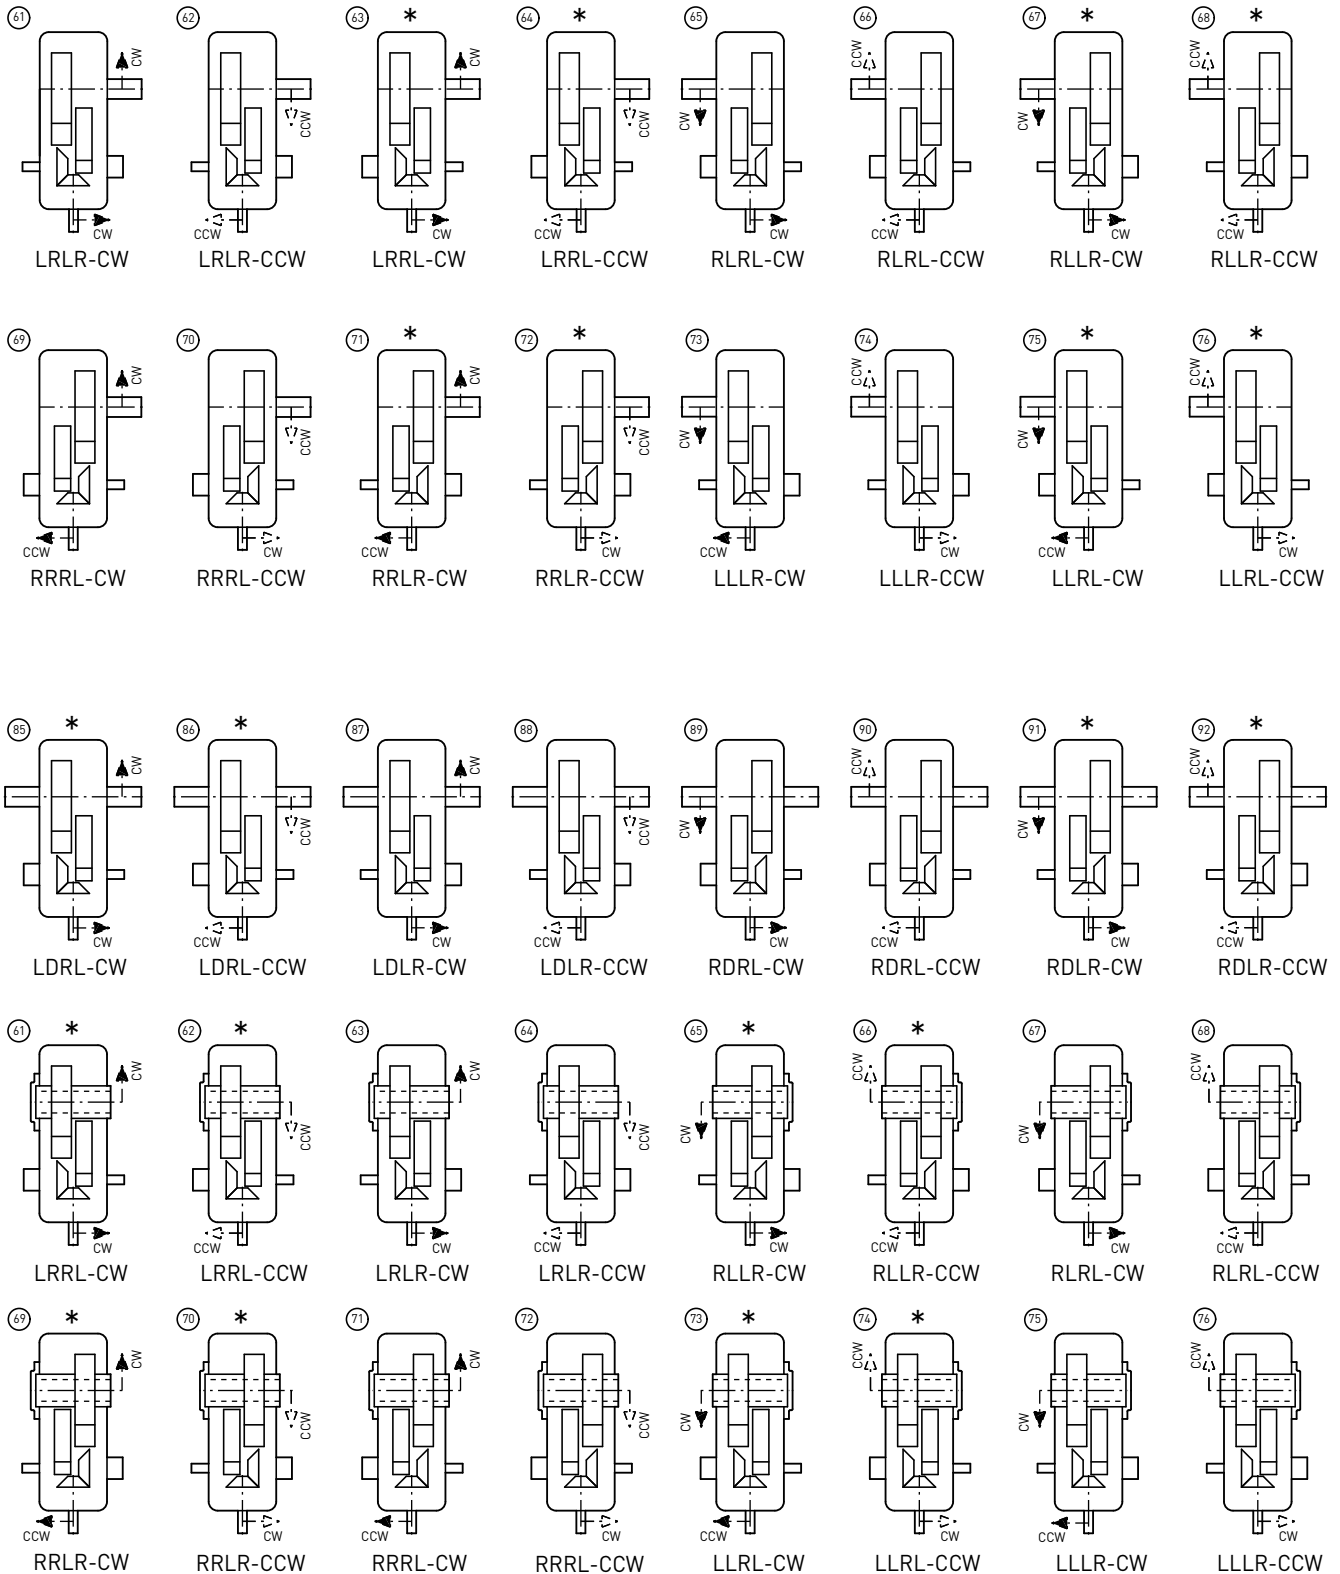 61 62 63 * 64 * 65 66 67 * 68 *
CW CCW CW CCW CW CCW CW CCW
CW CCW CW CCW CW CCW CW CCW
LRLR-CW LRLR-CCW LRRL-CW LRRL-CCW RLRL-CW RLRL-CCW RLLR-CW RLLR-CCW
69 70 71 * 72 * 73 74 75 * 76 *
CW CCW CW CCW CW CCW CW CCW
CCW CW CCW CW CCW CW CCW CW
RRRL-CW RRRL-CCW RRLR-CW RRLR-CCW LLLR-CW LLLR-CCW LLRL-CW LLRL-CCW
85 * 86 * 87 88 89 90 91 * 92 *
CW CCW CW CCW CW CCW CW CCW
CW CCW CW CCW CW CCW CW CCW
LDRL-CW LDRL-CCW LDLR-CW LDLR-CCW RDRL-CW RDRL-CCW RDLR-CW RDLR-CCW
61 * 62 * 63 64 65 * 66 * 67 68
CW CCW CW CCW CW CCW CW CCW
CW CCW CW CCW CW CCW CW CCW
LRRL-CW LRRL-CCW LRLR-CW LRLR-CCW RLLR-CW RLLR-CCW RLRL-CW RLRL-CCW
69 * 70 * 71 72 73 * 74 * 75 76
CW CCW CW CCW CW CCW CW CCW
CCW CW CCW CW CCW CW CCW CW
RRLR-CW RRLR-CCW RRRL-CW RRRL-CCW LLRL-CW LLRL-CCW LLLR-CW LLLR-CCW